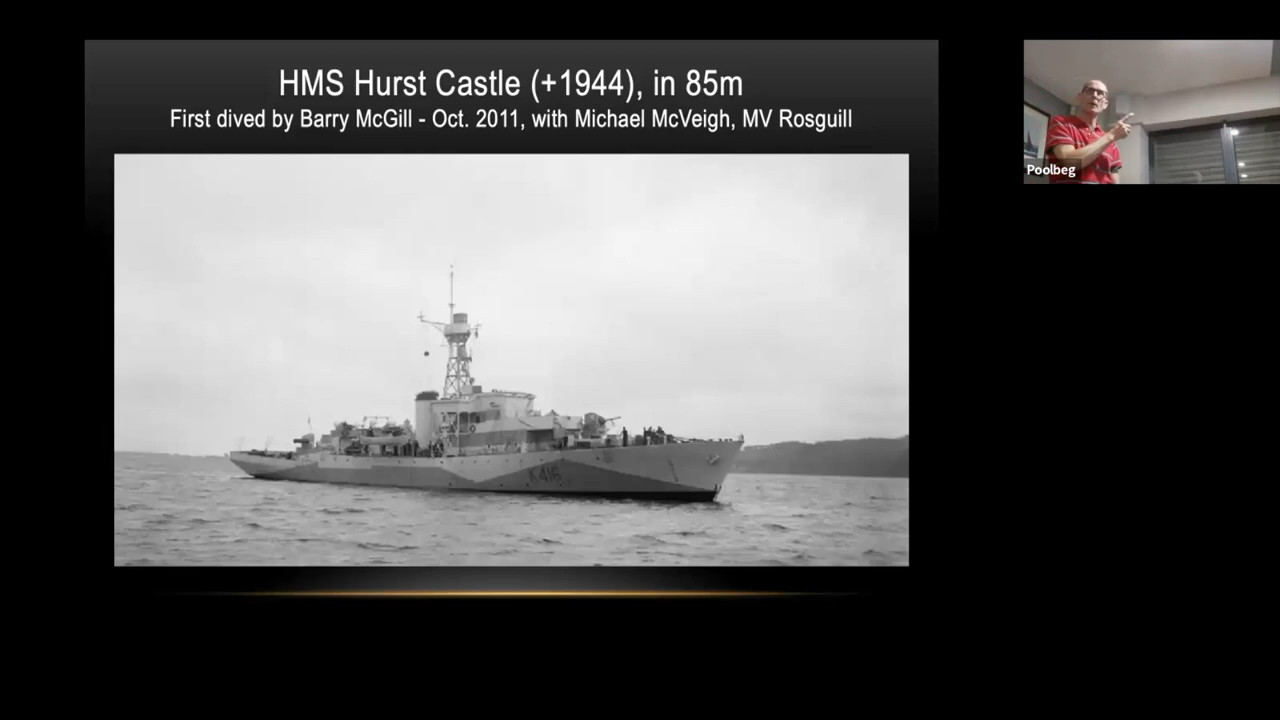 HMS Hurst Castle (+1944), in 85m
First dived by Barry McGill - Oct. 2011, with Michael McVeigh, MV Rosguill
K416
Poolbeg